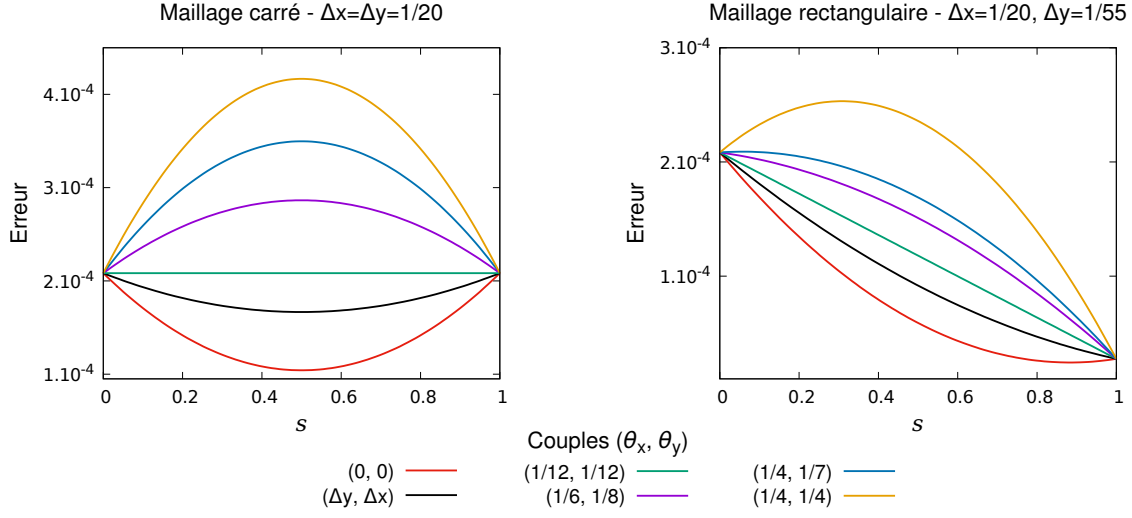 Maillage carré - Δx=Δy=1/20
Erreur
4.10⁻⁴
3.10⁻⁴
2.10⁻⁴
1.10⁻⁴
0 0.2 0.4 0.6 0.8 1
s
Maillage rectangulaire - Δx=1/20, Δy=1/55
Erreur
3.10⁻⁴
2.10⁻⁴
1.10⁻⁴
0 0.2 0.4 0.6 0.8 1
s
Couples (θₓ, θᵧ)
(0, 0) (1/12, 1/12) (1/4, 1/7)
(Δy, Δx) (1/6, 1/8) (1/4, 1/4)